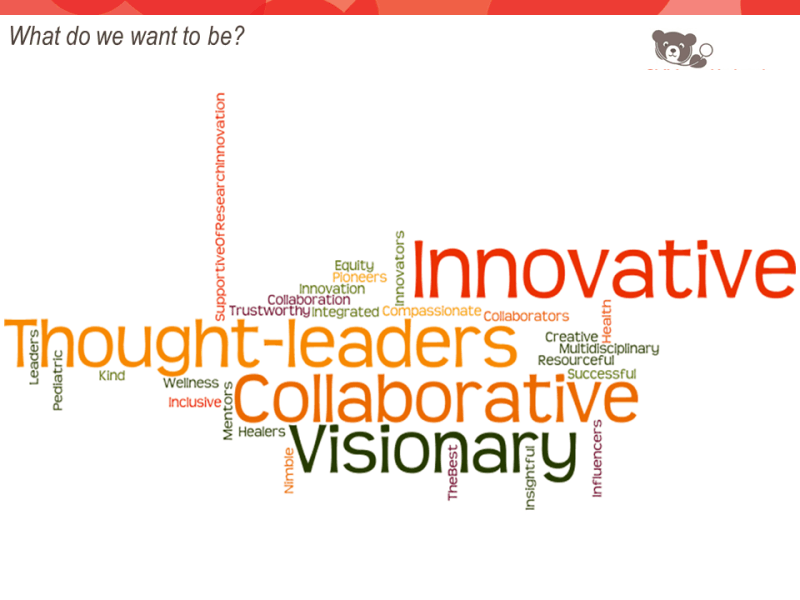 What do we want to be?
SupportiveOfResearchInnovation
Innovators
Innovative
Equity
Pioneers
Innovation
Collaboration
Trustworthy
Integrated
Compassionate
Collaborators
Health
Thought-leaders
Leaders
Pediatric
Kind
Creative
Multidisciplinary
Resourceful
Successful
Wellness
Inclusive
Mentors
Collaborative
Healers
Visionary
Nimble
TheBest
Insightful
Influencers